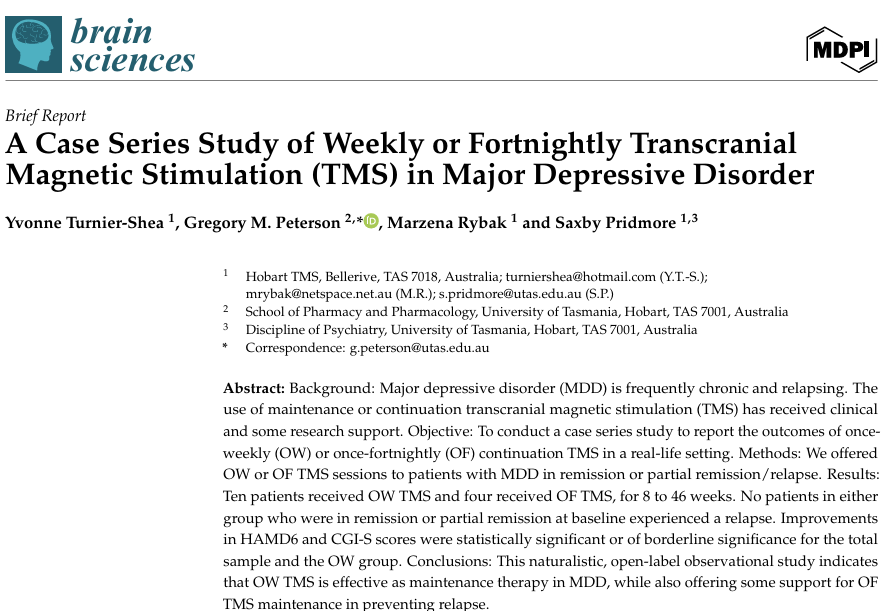 brain
sciences
MDPI
Brief Report
A Case Series Study of Weekly or Fortnightly Transcranial
Magnetic Stimulation (TMS) in Major Depressive Disorder
Yvonne Turnier-Shea 1, Gregory M. Peterson 2,* iD, Marzena Rybak 1 and Saxby Pridmore 1,3
1 Hobart TMS, Bellerive, TAS 7018, Australia; turniershea@hotmail.com (Y.T.-S.);
mrybak@netspace.net.au (M.R.); s.pridmore@utas.edu.au (S.P.)
2 School of Pharmacy and Pharmacology, University of Tasmania, Hobart, TAS 7001, Australia
3 Discipline of Psychiatry, University of Tasmania, Hobart, TAS 7001, Australia
* Correspondence: g.peterson@utas.edu.au
Abstract: Background: Major depressive disorder (MDD) is frequently chronic and relapsing. The
use of maintenance or continuation transcranial magnetic stimulation (TMS) has received clinical
and some research support. Objective: To conduct a case series study to report the outcomes of once-
weekly (OW) or once-fortnightly (OF) continuation TMS in a real-life setting. Methods: We offered
OW or OF TMS sessions to patients with MDD in remission or partial remission/relapse. Results:
Ten patients received OW TMS and four received OF TMS, for 8 to 46 weeks. No patients in either
group who were in remission or partial remission at baseline experienced a relapse. Improvements
in HAMD6 and CGI-S scores were statistically significant or of borderline significance for the total
sample and the OW group. Conclusions: This naturalistic, open-label observational study indicates
that OW TMS is effective as maintenance therapy in MDD, while also offering some support for OF
TMS maintenance in preventing relapse.